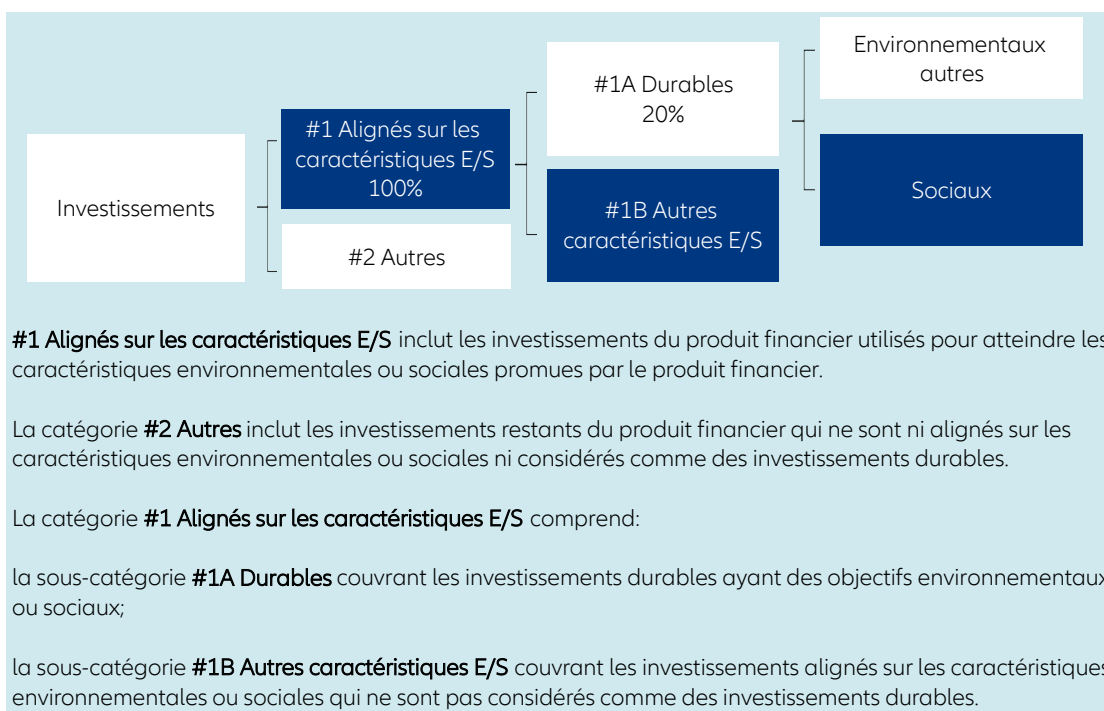 Investissements
#1 Alignés sur les
caractéristiques E/S
100%
#2 Autres
#1A Durables
20%
#1B Autres
caractéristiques E/S
Environnementaux
autres
Sociaux
#1 Alignés sur les caractéristiques E/S inclut les investissements du produit financier utilisés pour atteindre les
caractéristiques environnementales ou sociales promues par le produit financier.
La catégorie #2 Autres inclut les investissements restants du produit financier qui ne sont ni alignés sur les
caractéristiques environnementales ou sociales ni considérés comme des investissements durables.
La catégorie #1 Alignés sur les caractéristiques E/S comprend:
la sous-catégorie #1A Durables couvrant les investissements durables ayant des objectifs environnementaux
ou sociaux;
la sous-catégorie #1B Autres caractéristiques E/S couvrant les investissements alignés sur les caractéristiques
environnementales ou sociales qui ne sont pas considérés comme des investissements durables.